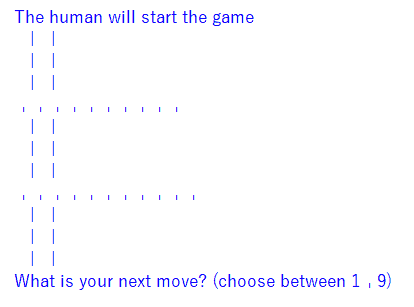 The human will start the game
| |
| |
| |
' ' ' ' ' ' ' ' ' '
| |
| |
| |
' ' ' ' ' ' ' ' ' ' '
| |
| |
| |
What is your next move? (choose between 1 , 9)